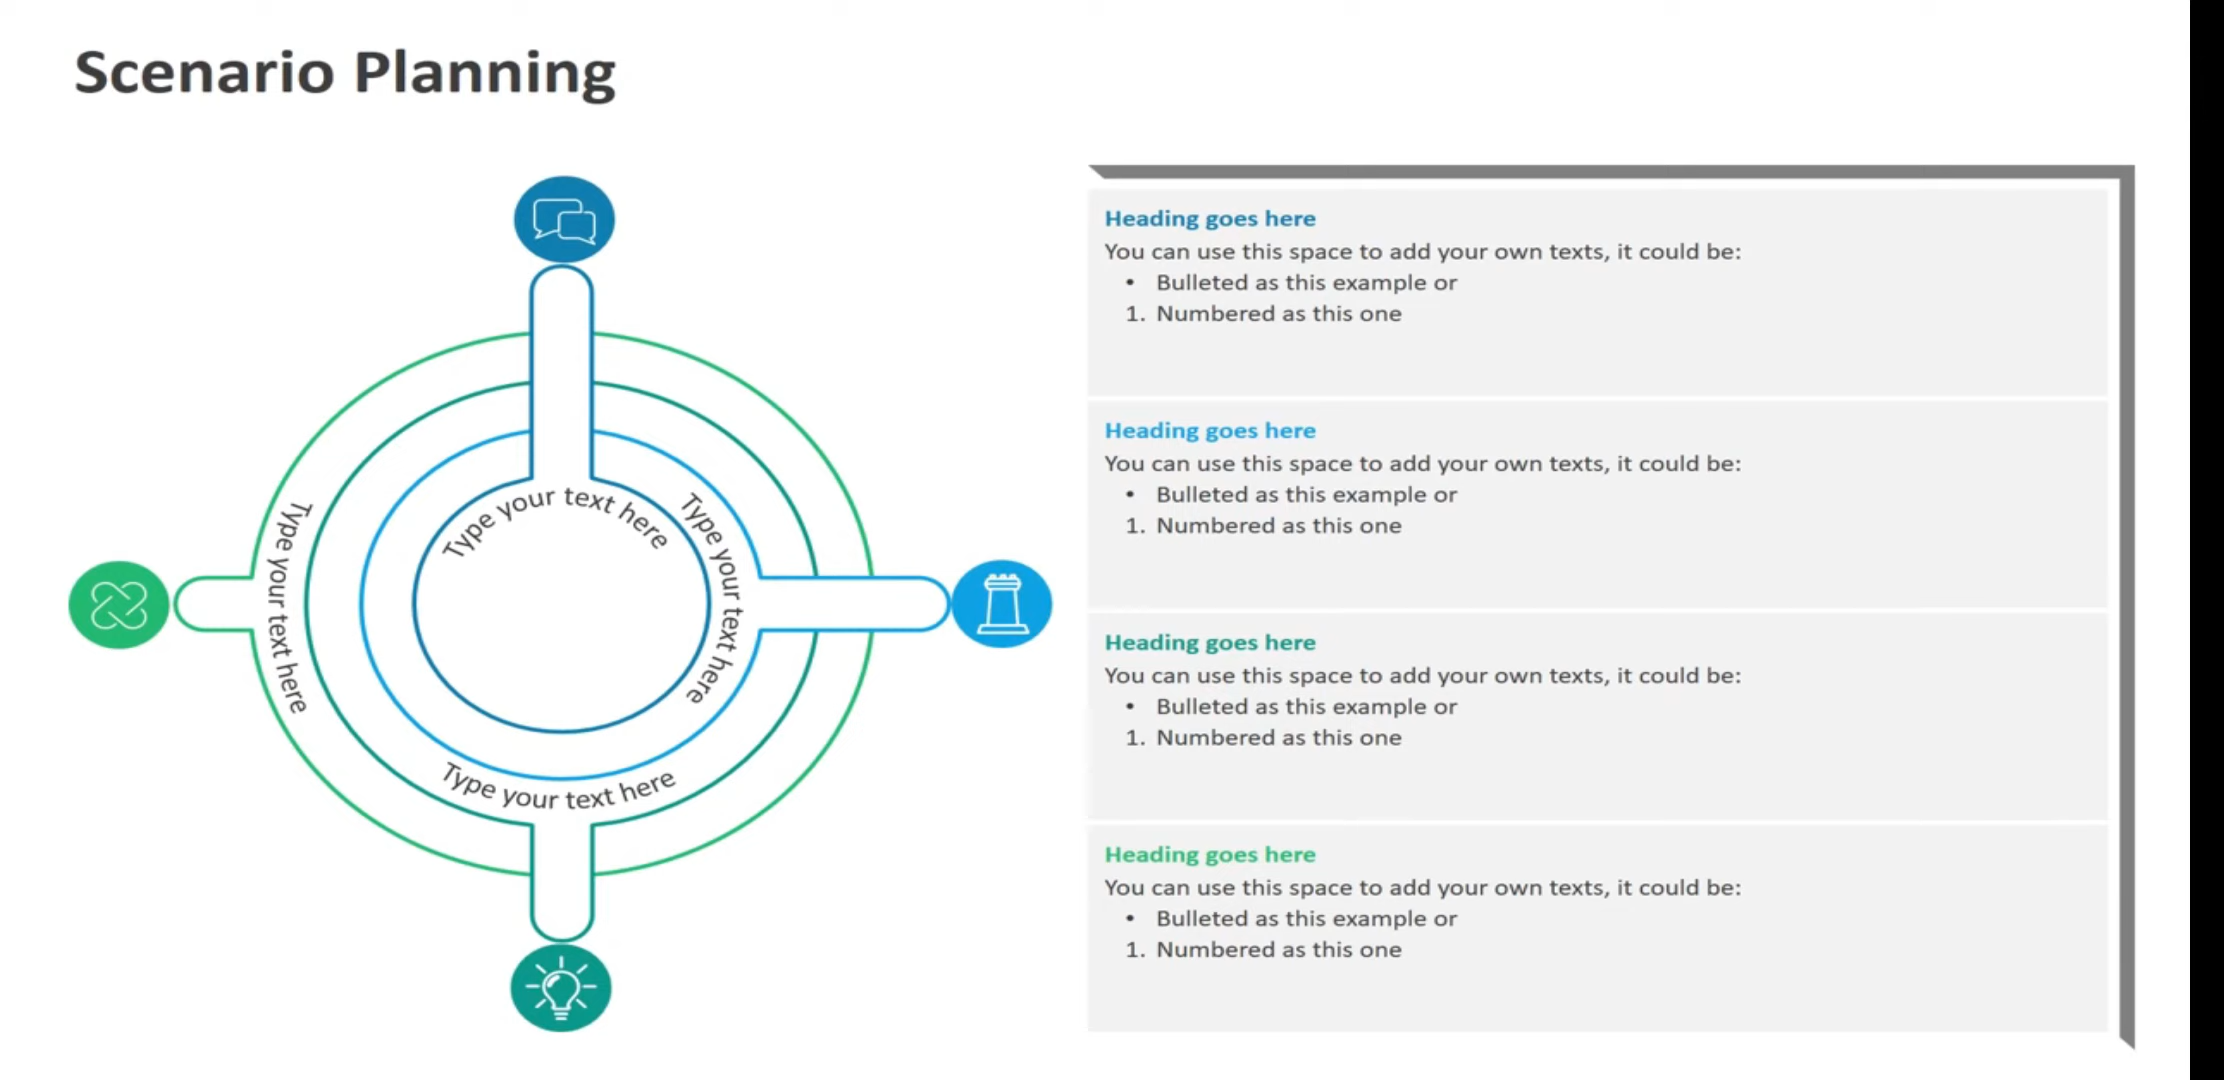 Scenario Planning
Type your text here
Type your text here
Type your text here
Type your text here
Heading goes here
You can use this space to add your own texts, it could be:
• Bulleted as this example or
1. Numbered as this one
Heading goes here
You can use this space to add your own texts, it could be:
• Bulleted as this example or
1. Numbered as this one
Heading goes here
You can use this space to add your own texts, it could be:
• Bulleted as this example or
1. Numbered as this one
Heading goes here
You can use this space to add your own texts, it could be:
• Bulleted as this example or
1. Numbered as this one